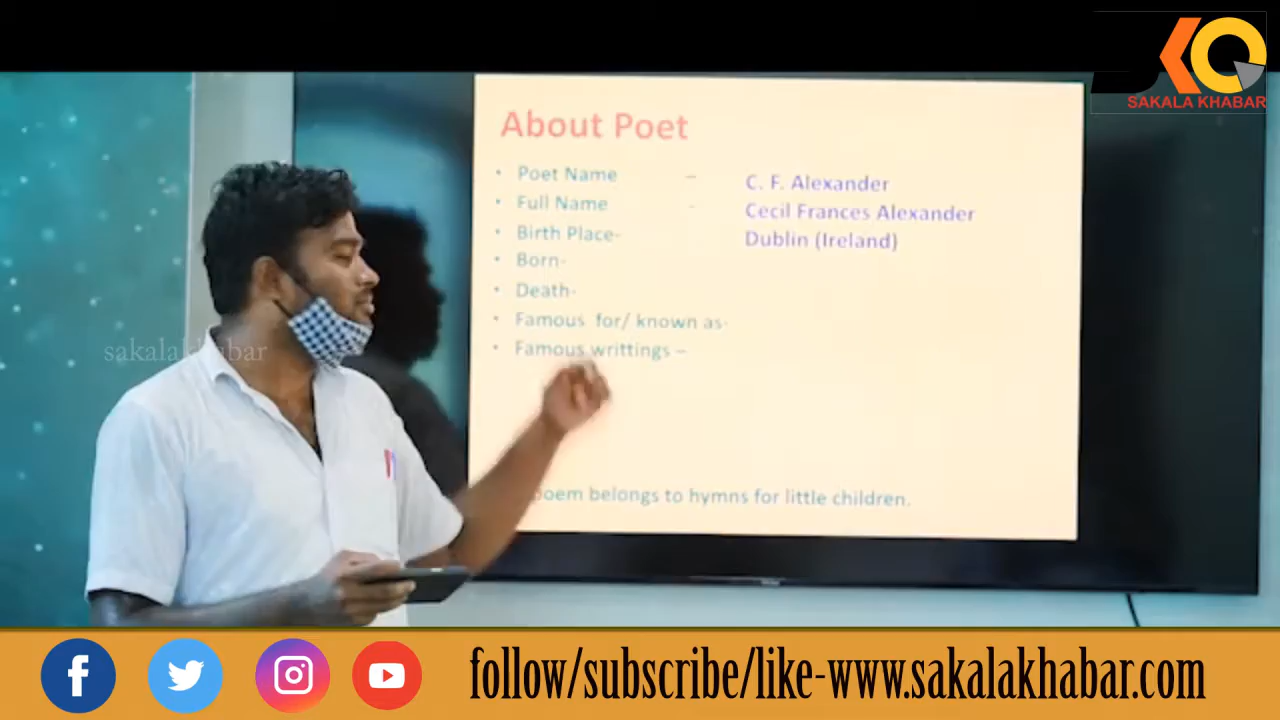 SAKALA KHABAR
About Poet
• Poet Name – C. F. Alexander
• Full Name - Cecil Frances Alexander
• Birth Place- Dublin (Ireland)
• Born-
• Death-
• Famous for/ known as-
• Famous writtings –
poem belongs to hymns for little children.
sakalakhabar
follow/subscribe/like-www.sakalakhabar.com